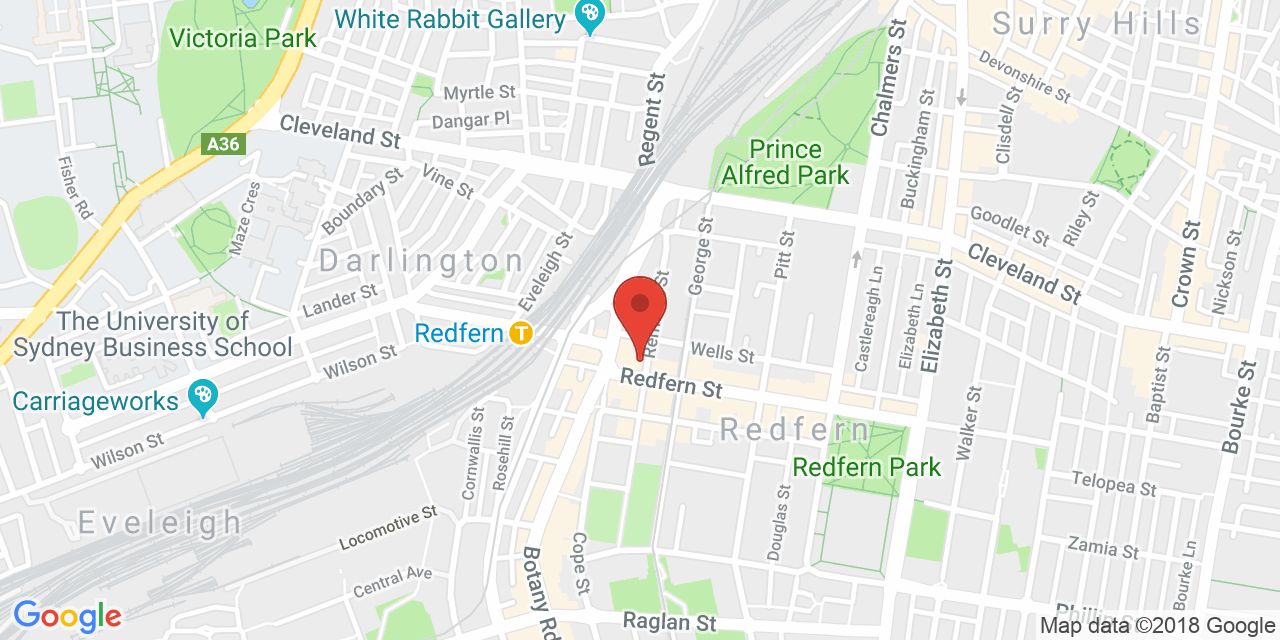 White Rabbit Gallery
Surry Hills
Victoria Park
Devonshire St
Chalmers St
Regent St
Myrtle St
Buckingham St
Clisdell St
Dangar Pl
Cleveland St
A36
Prince
Alfred Park
Fisher Rd
Vine St
Boundary St
Maze Cres
Goodlet St
Riley St
Crown St
Nickson St
George St
Pitt St
Eveleigh St
Darlington
Cleveland St
Castlereagh Ln
Elizabeth Ln
Elizabeth St
Lander St
The University of
Sydney Business School
Redfern
T
Wells St
Wilson St
Redfern St
Baptist St
Bourke St
Carriageworks
Walker St
Redfern
Wilson St
Cornwallis St
Rosehill St
Redfern Park
Telopea St
Eveleigh
Locomotive St
Douglas St
Zamia St
Cope St
Botany Rd
Central Ave
Bourke Ln
Raglan St
Google
Map data ©2018 Google